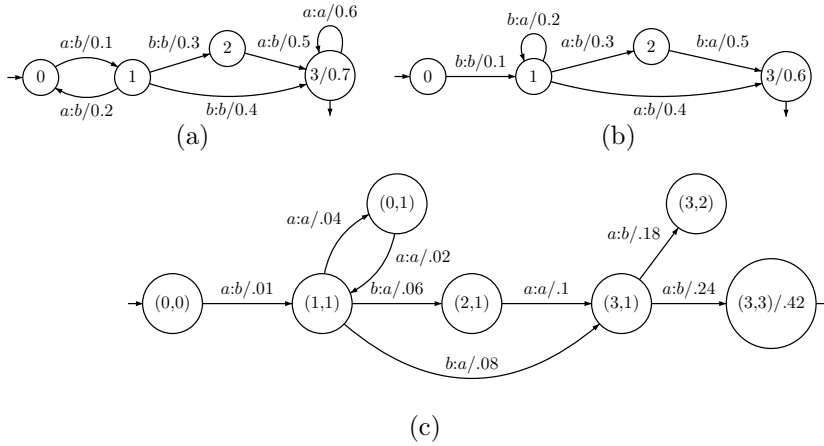 a:a/0.6
b:a/0.2
a:b/0.1
b:b/0.3
2
a:b/0.5
a:b/0.3
2
b:a/0.5
0
1
3/0.7
0
b:b/0.1
1
3/0.6
a:b/0.2
b:b/0.4
a:b/0.4
(a)
(b)
(0,1)
(3,2)
a:a/.04
a:b/.18
a:a/.02
(0,0)
a:b/.01
(1,1)
b:a/.06
(2,1)
a:a/.1
(3,1)
a:b/.24
(3,3)/.42
b:a/.08
(c)